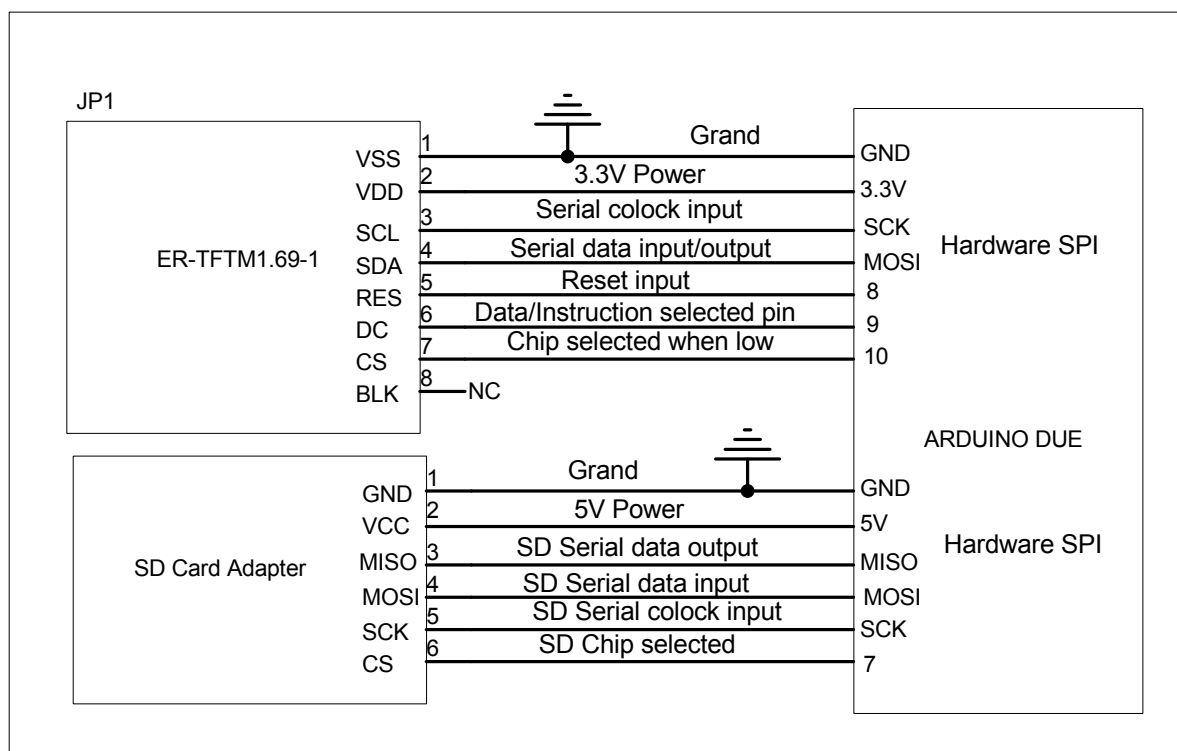 JP1
1 Grand
VSS GND
2 3.3V Power
VDD 3.3V
3 Serial colock input
SCL SCK
ER-TFTM1.69-1 Hardware SPI
4 Serial data input/output
SDA MOSI
5 Reset input
RES 8
6 Data/Instruction selected pin
DC 9
7 Chip selected when low
CS 10
8
BLK NC
ARDUINO DUE
1 Grand
GND GND
2 5V Power
VCC 5V
3 SD Serial data output
MISO MISO
SD Card Adapter Hardware SPI
4 SD Serial data input
MOSI MOSI
5 SD Serial colock input
SCK SCK
6 SD Chip selected
CS 7